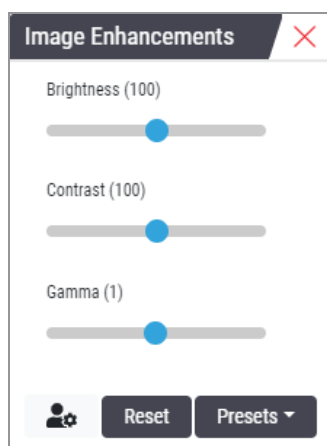 Image Enhancements
Brightness (100)
Contrast (100)
Gamma (1)
Reset Presets